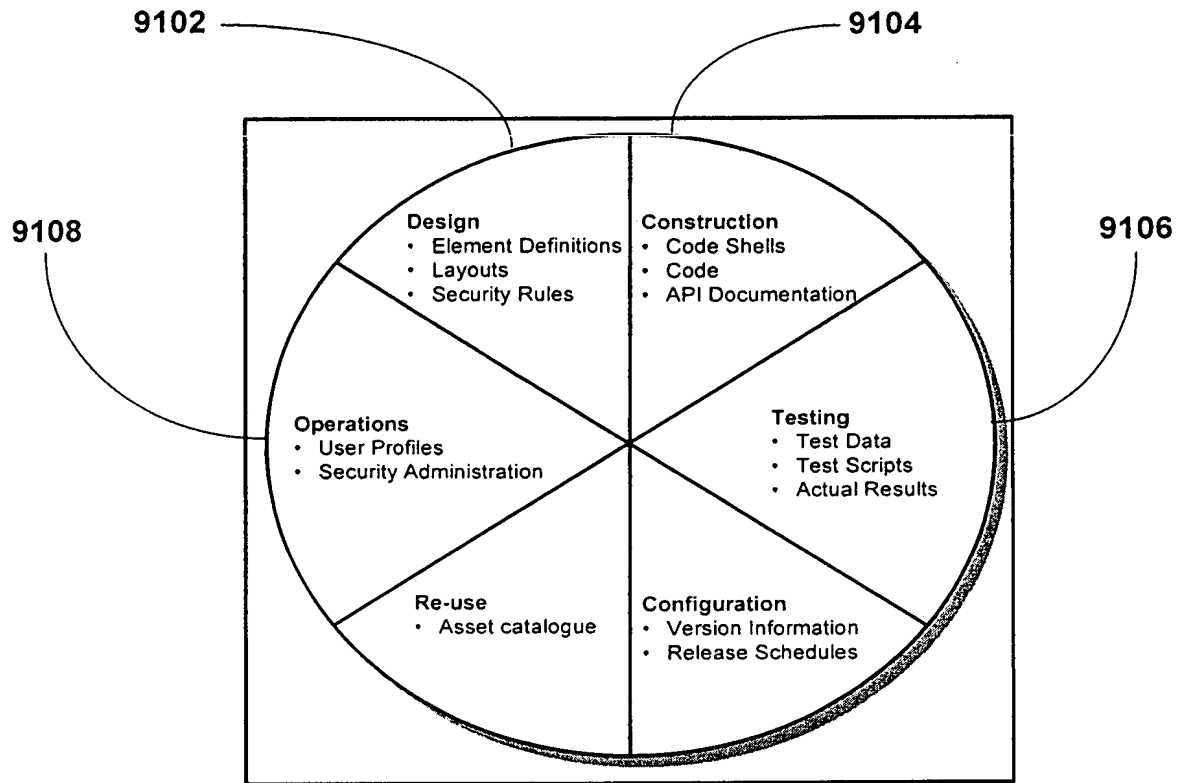 9102
9104
9108
9106
Design
• Element Definitions
• Layouts
• Security Rules
Construction
• Code Shells
• Code
• API Documentation
Operations
• User Profiles
• Security Administration
Testing
• Test Data
• Test Scripts
• Actual Results
Re-use
• Asset catalogue
Configuration
• Version Information
• Release Schedules